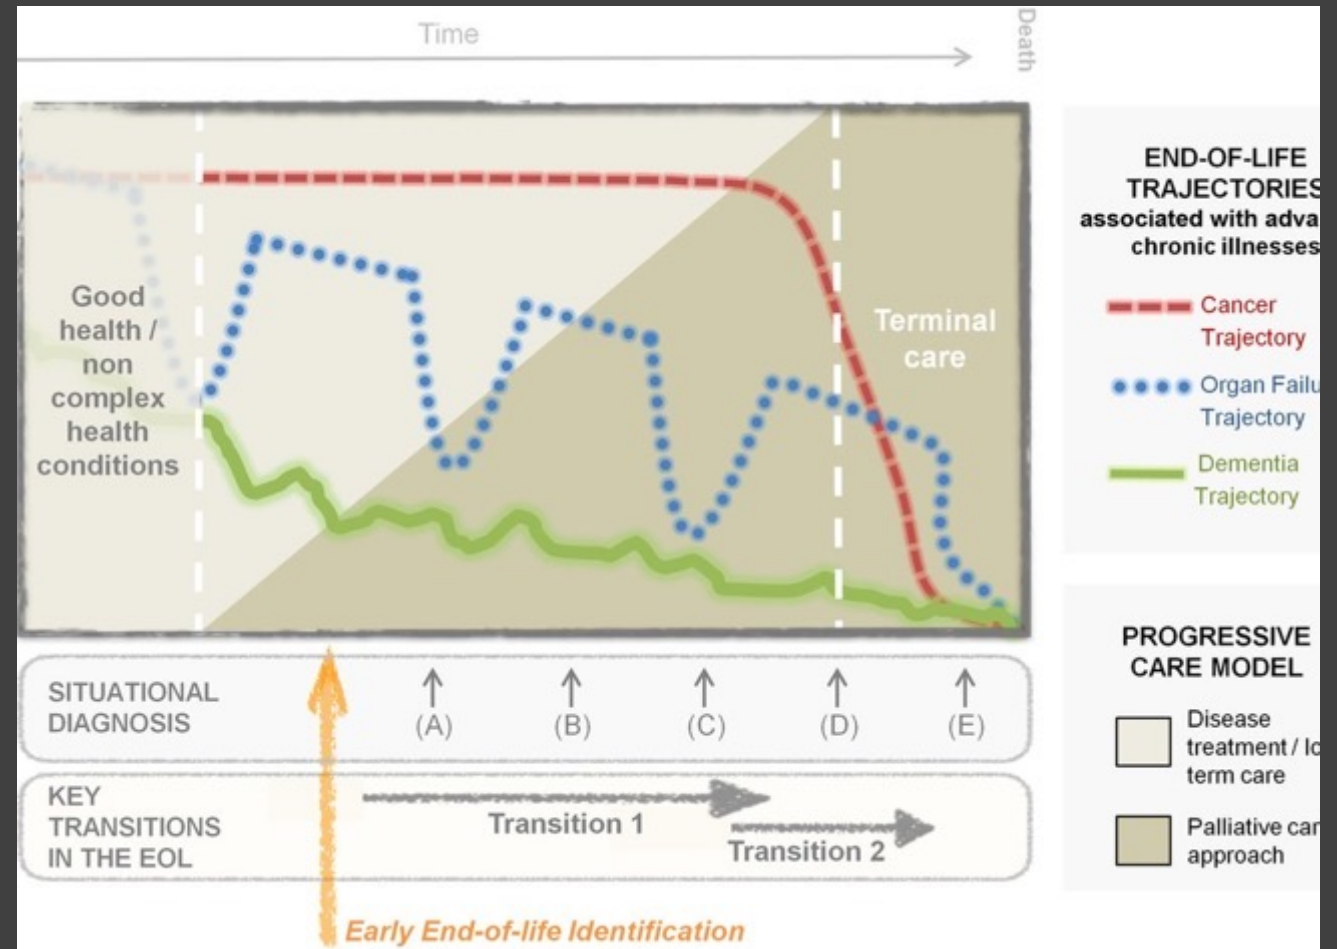 Time
Death
Good
health /
non
complex
health
conditions
Terminal
care
END-OF-LIFE
TRAJECTORIES
associated with adva
chronic illnesses
Cancer
Trajectory
Organ Failu
Trajectory
Dementia
Trajectory
PROGRESSIVE
CARE MODEL
Disease
treatment / lo
term care
Palliative car
approach
SITUATIONAL
DIAGNOSIS
(A)
(B)
(C)
(D)
(E)
KEY
TRANSITIONS
IN THE EOL
Transition 1
Transition 2
Early End-of-life Identification